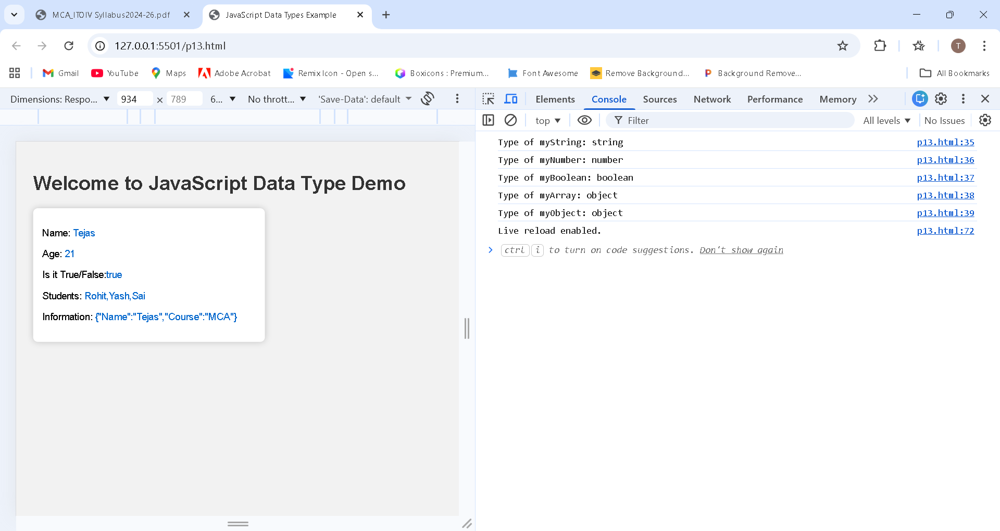 MCA_ITOIV Syllabus2024-26.pdf
JavaScript Data Types Example
127.0.0.1:5501/p13.html
T
Gmail
YouTube
Maps
Adobe Acrobat
Remix Icon - Open s...
Boxicons : Premium...
Font Awesome
Remove Background...
Background Remove...
All Bookmarks
Dimensions: Respo...
934 × 789
6...
No thrott...
'Save-Data': default
Elements
Console
Sources
Network
Performance
Memory
top
Filter
All levels
No Issues
Welcome to JavaScript Data Type Demo
Name: Tejas
Age: 21
Is it True/False:true
Students: Rohit,Yash,Sai
Information: {"Name":"Tejas","Course":"MCA"}
Type of myString: string p13.html:35
Type of myNumber: number p13.html:36
Type of myBoolean: boolean p13.html:37
Type of myArray: object p13.html:38
Type of myObject: object p13.html:39
Live reload enabled. p13.html:72
ctrl i to turn on code suggestions. Don't show again